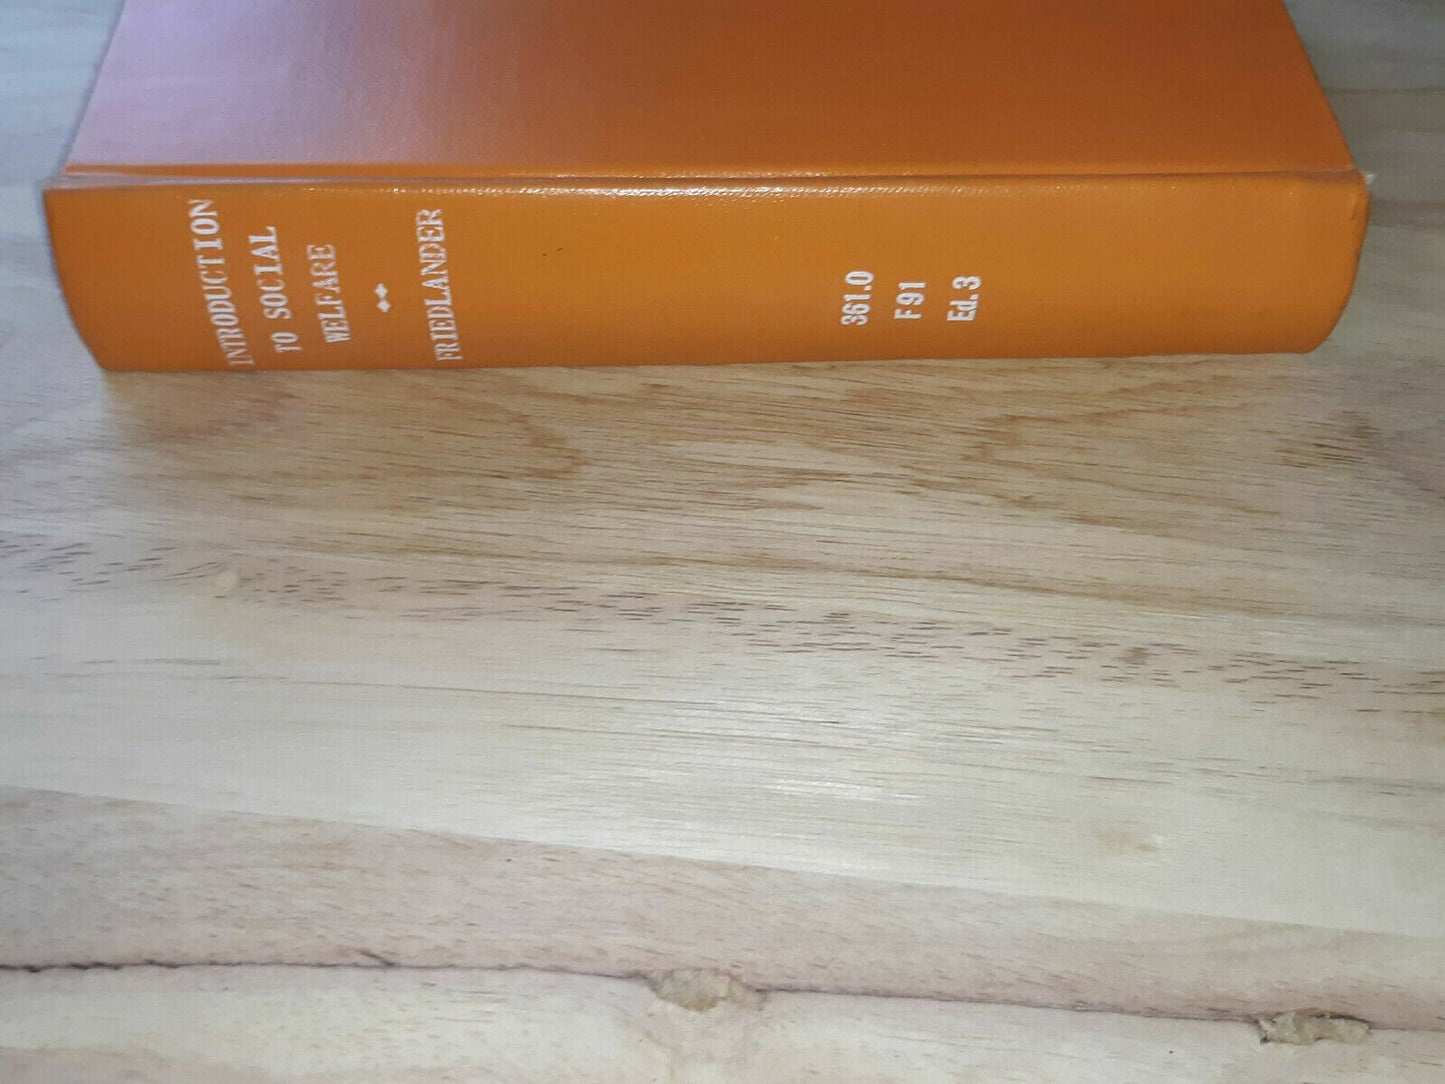 INTRODUCTION
TO SOCIAL
WELFARE
FRIEDLANDER
361.0
F91
Ed.3